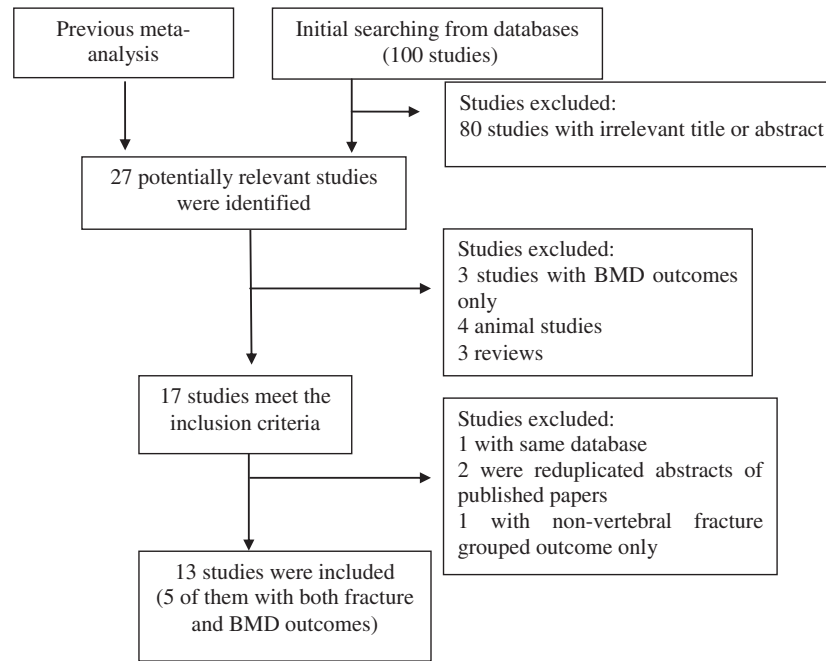 Previous meta-
analysis
Initial searching from databases
(100 studies)
Studies excluded:
80 studies with irrelevant title or abstract
27 potentially relevant studies
were identified
Studies excluded:
3 studies with BMD outcomes
only
4 animal studies
3 reviews
17 studies meet the
inclusion criteria
Studies excluded:
1 with same database
2 were reduplicated abstracts of
published papers
1 with non-vertebral fracture
grouped outcome only
13 studies were included
(5 of them with both fracture
and BMD outcomes)